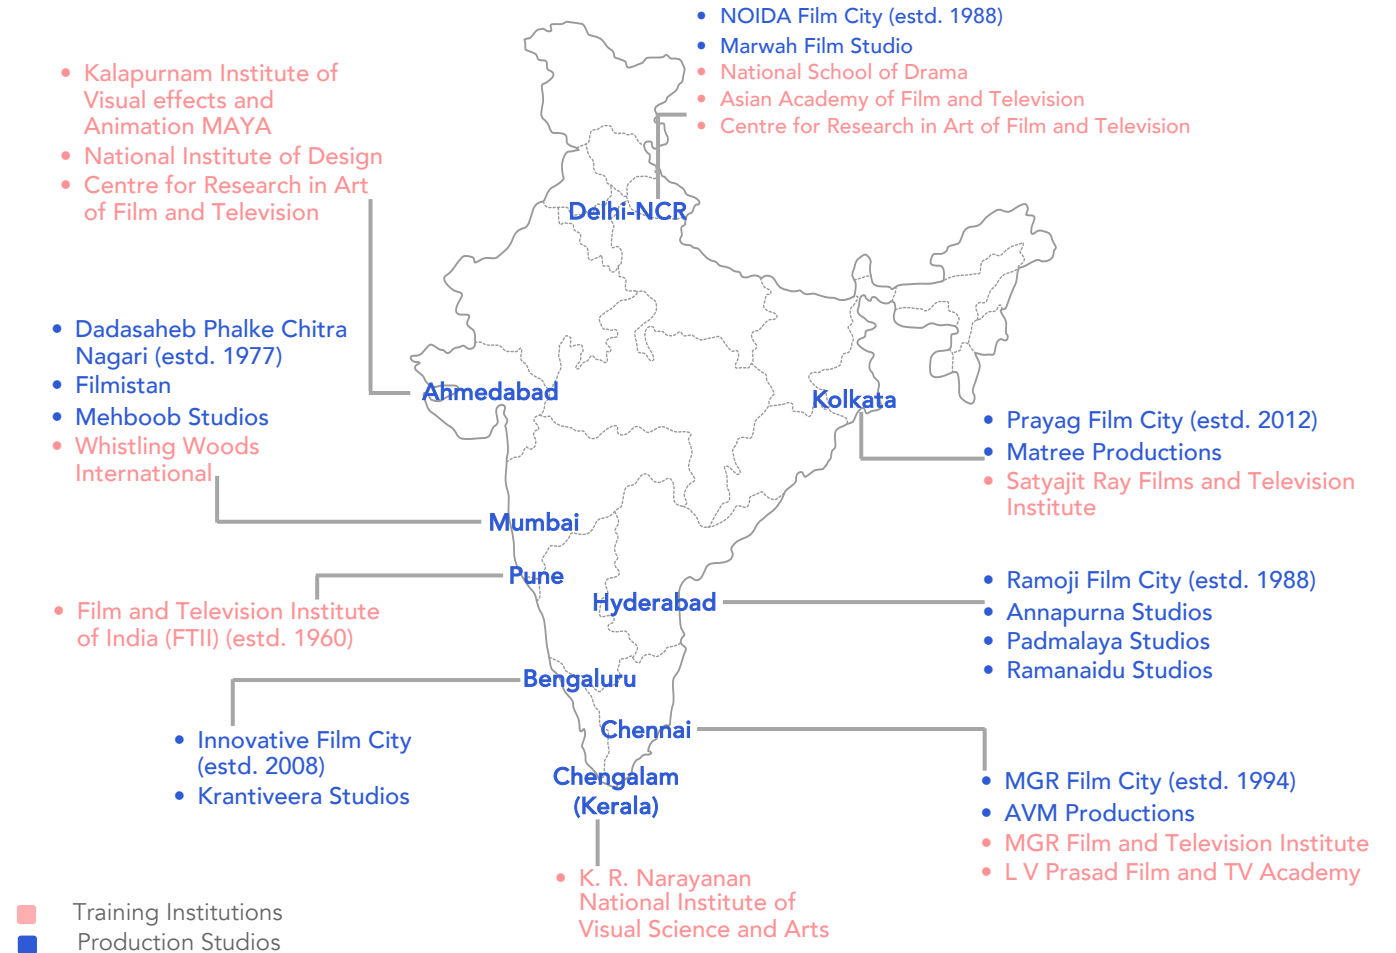 • NOIDA Film City (estd. 1988)
• Marwah Film Studio
• National School of Drama
• Asian Academy of Film and Television
• Centre for Research in Art of Film and Television
• Kalapurnam Institute of
Visual effects and
Animation MAYA
• National Institute of Design
• Centre for Research in Art
of Film and Television
Delhi-NCR
• Dadasaheb Phalke Chitra
Nagari (estd. 1977)
• Filmistan
• Mehboob Studios
• Whistling Woods
International
Ahmedabad
Kolkata
• Prayag Film City (estd. 2012)
• Matree Productions
• Satyajit Ray Films and Television
Institute
Mumbai
Pune
• Film and Television Institute
of India (FTII) (estd. 1960)
Hyderabad
• Ramoji Film City (estd. 1988)
• Annapurna Studios
• Padmalaya Studios
• Ramanaidu Studios
Bengaluru
• Innovative Film City
(estd. 2008)
• Krantiveera Studios
Chennai
• MGR Film City (estd. 1994)
• AVM Productions
• MGR Film and Television Institute
• L V Prasad Film and TV Academy
Chengalam
(Kerala)
• K. R. Narayanan
National Institute of
Visual Science and Arts
Training Institutions
Production Studios